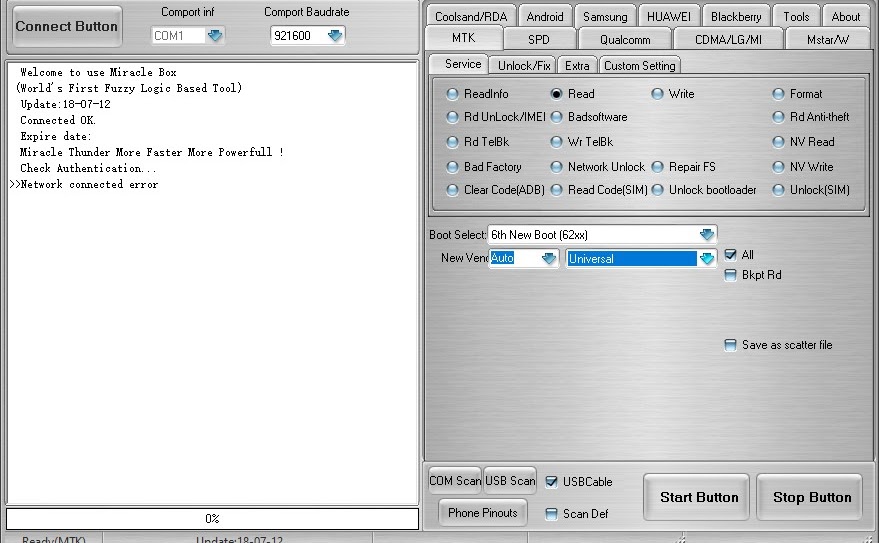 Connect Button
Comport inf
Comport Baudrate
COM1
921600
Welcome to use Miracle Box
(World's First Fuzzy Logic Based Tool)
Update:18-07-12
Connected OK.
Expire date:
Miracle Thunder More Faster More Powerfull !
Check Authentication...
>>Network connected error
0%
Ready(MTK) Update:18-07-12
Coolsand/RDA Android Samsung HUAWEI Blackberry Tools About
MTK SPD Qualcomm CDMA/LG/MI Mstar/W
Service Unlock/Fix Extra Custom Setting
ReadInfo Read Write Format
Rd UnLock/IMEI Badsoftware Rd Anti-theft
Rd TelBk Wr TelBk NV Read
Bad Factory Network Unlock Repair FS NV Write
Clear Code(ADB) Read Code(SIM) Unlock bootloader Unlock(SIM)
Boot Select: 6th New Boot (62xx)
New Venc Auto Universal All
Bkpt Rd
Save as scatter file
COM Scan USB Scan USBCable
Phone Pinouts Scan Def
Start Button Stop Button